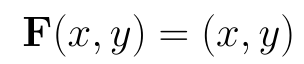 𝐅(x, y) = (x, y)